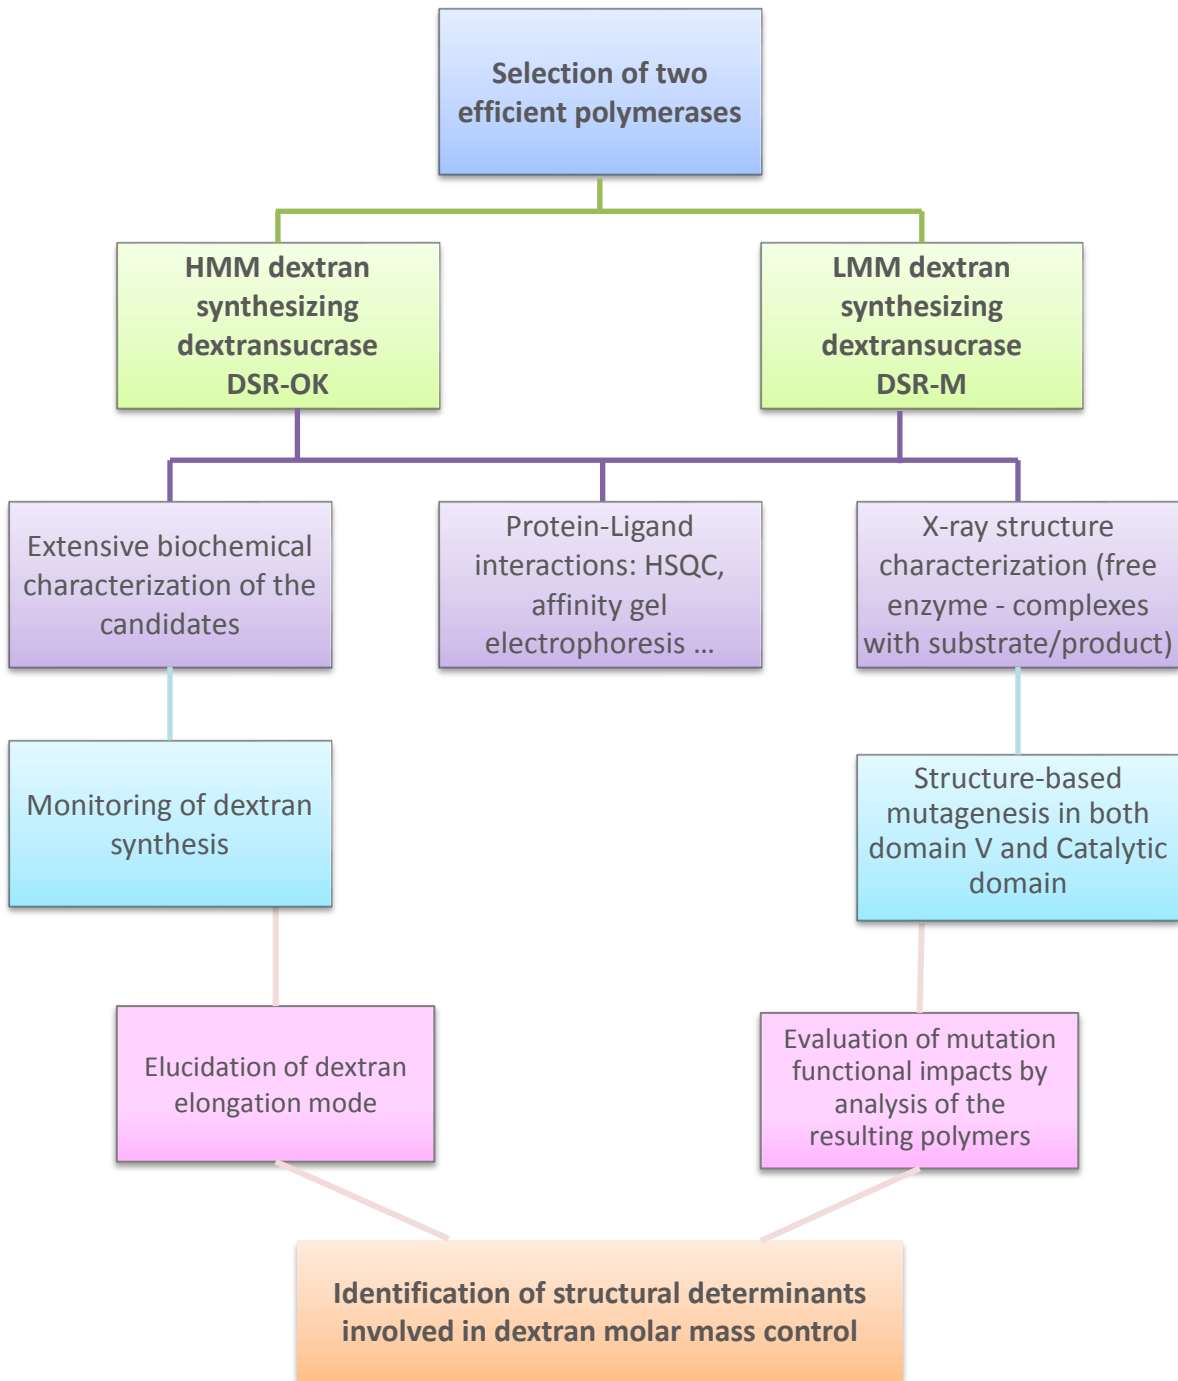 Selection of two
efficient polymerases
HMM dextran
synthesizing
dextransucrase
DSR-OK
LMM dextran
synthesizing
dextransucrase
DSR-M
Extensive biochemical
characterization of the
candidates
Protein-Ligand
interactions: HSQC,
affinity gel
electrophoresis ...
X-ray structure
characterization (free
enzyme - complexes
with substrate/product)
Monitoring of dextran
synthesis
Structure-based
mutagenesis in both
domain V and Catalytic
domain
Elucidation of dextran
elongation mode
Evaluation of mutation
functional impacts by
analysis of the
resulting polymers
Identification of structural determinants
involved in dextran molar mass control